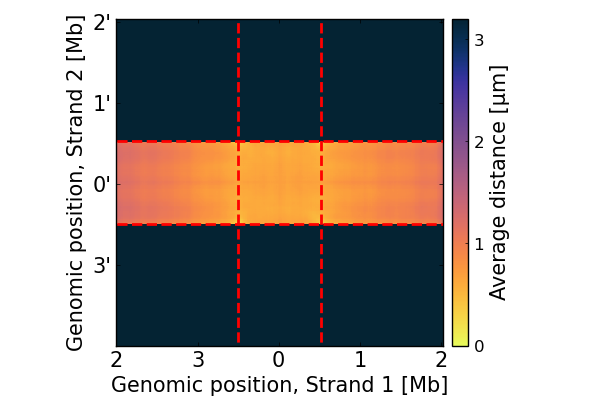 2'
1'
0'
3'
Genomic position, Strand 2 [Mb]
2 3 0 1 2
Genomic position, Strand 1 [Mb]
3
2
1
0
Average distance [μm]